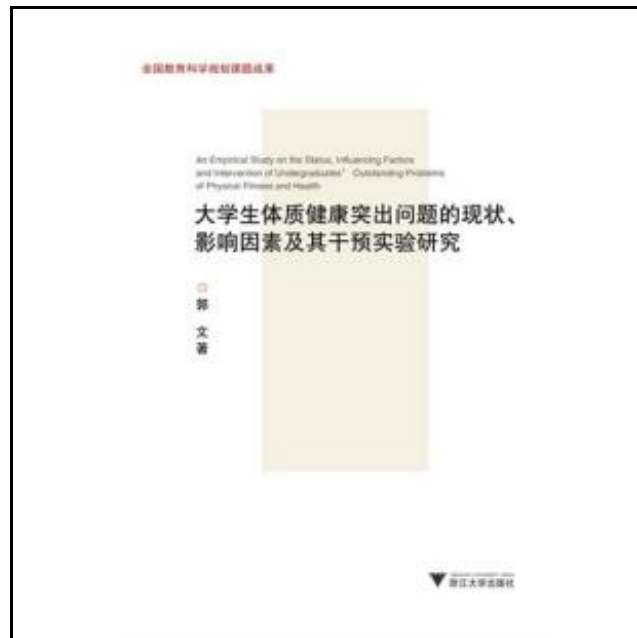 全国教育科学规划课题成果
An Empirical Study on the Status, Influencing Factors
and Intervention of Undergraduates' Outstanding Problems
of Physical Fitness and Health
大学生体质健康突出问题的现状、
影响因素及其干预实验研究
郭
文
著
浙江大学出版社